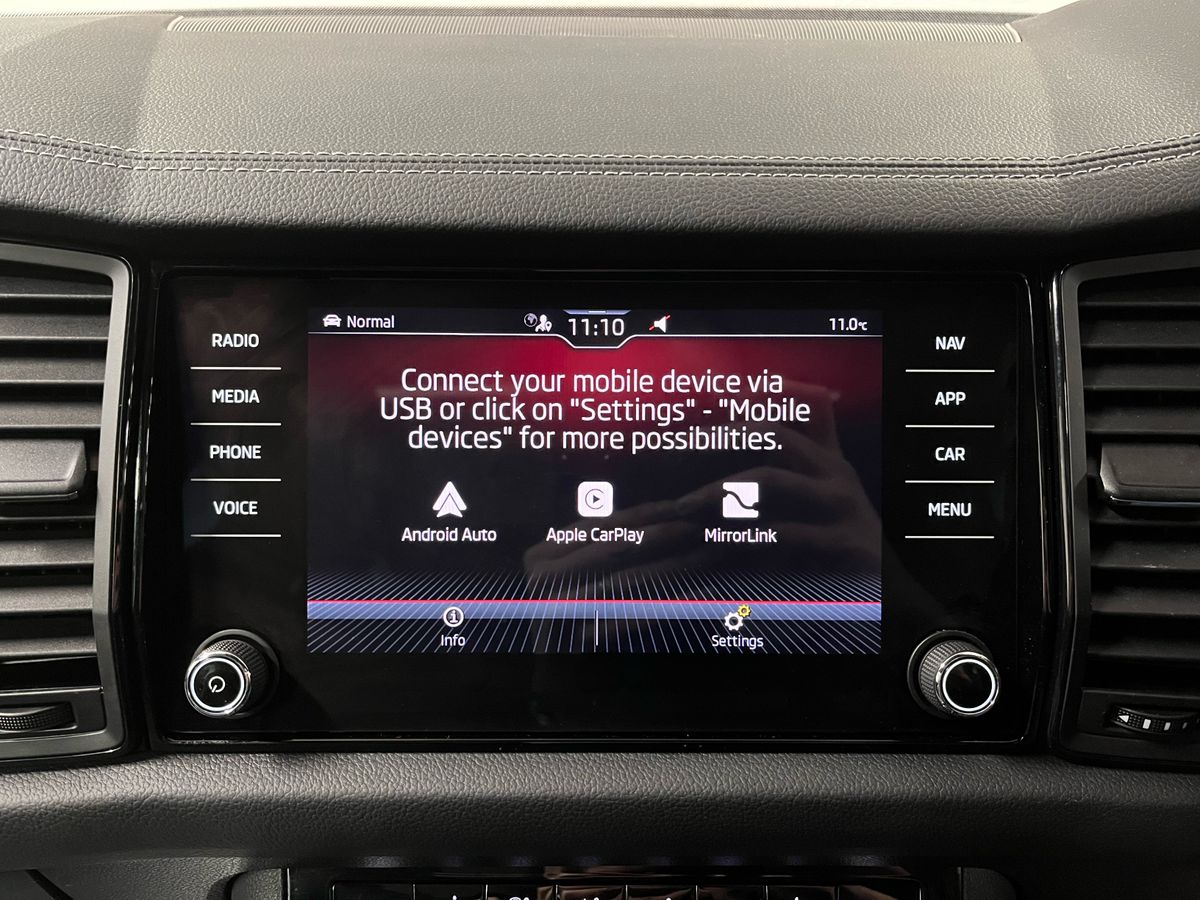 Normal
11:10
11.0°C
RADIO
MEDIA
PHONE
VOICE
Connect your mobile device via
USB or click on "Settings" - "Mobile
devices" for more possibilities.
Android Auto
Apple CarPlay
MirrorLink
Info
Settings
NAV
APP
CAR
MENU